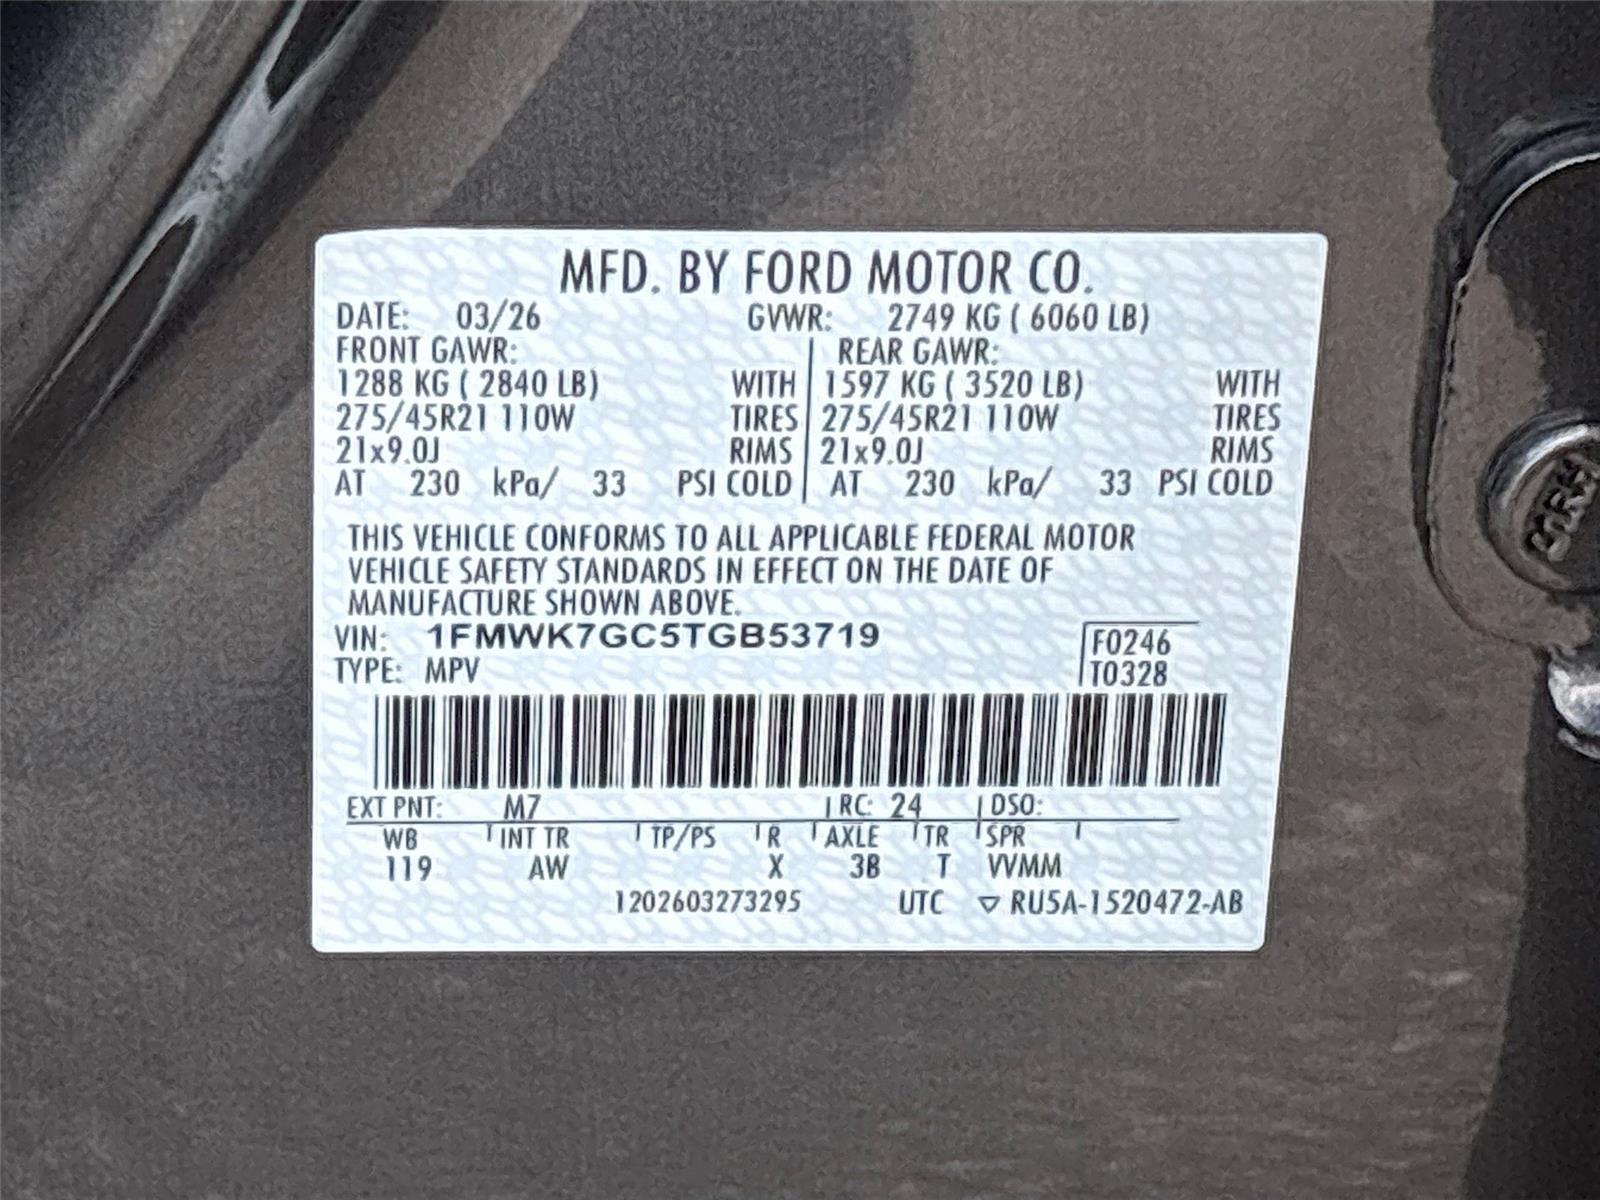 MFD. BY FORD MOTOR CO.
DATE: 03/26 GVWR: 2749 KG ( 6060 LB)
FRONT GAWR: REAR GAWR:
1288 KG ( 2840 LB) WITH 1597 KG ( 3520 LB) WITH
275/45R21 110W TIRES 275/45R21 110W TIRES
21x9.0J RIMS 21x9.0J RIMS
AT 230 kPa/ 33 PSI COLD AT 230 kPa/ 33 PSI COLD
THIS VEHICLE CONFORMS TO ALL APPLICABLE FEDERAL MOTOR
VEHICLE SAFETY STANDARDS IN EFFECT ON THE DATE OF
MANUFACTURE SHOWN ABOVE.
VIN: 1FMWK7GC5TGB53719 F0246
TYPE: MPV T0328
EXT PNT: M7 RC: 24 DSO:
WB INT TR TP/PS R AXLE TR SPR
119 AW X 3B T VVMM
1202603273295 UTC ▽ RU5A-1520472-AB